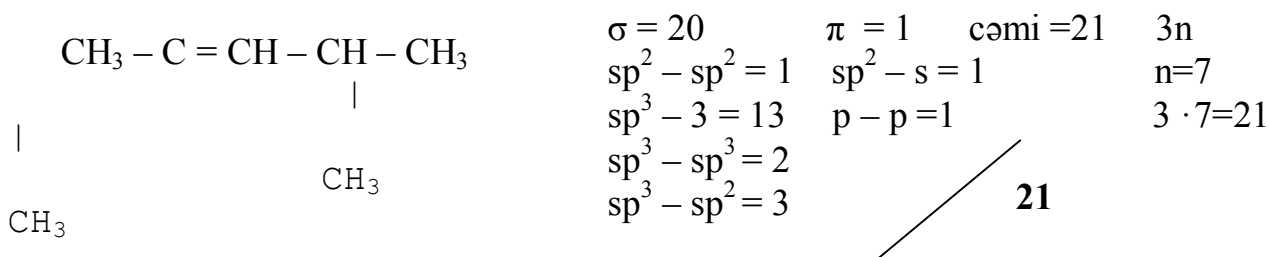 CH₃ – C = CH – CH – CH₃
|
|
CH₃
CH₃
σ = 20 π = 1 cəmi =21 3n
sp² – sp² = 1 sp² – s = 1 n=7
sp³ – 3 = 13 p – p =1 3 ·7=21
sp³ – sp³ = 2
sp³ – sp² = 3
21